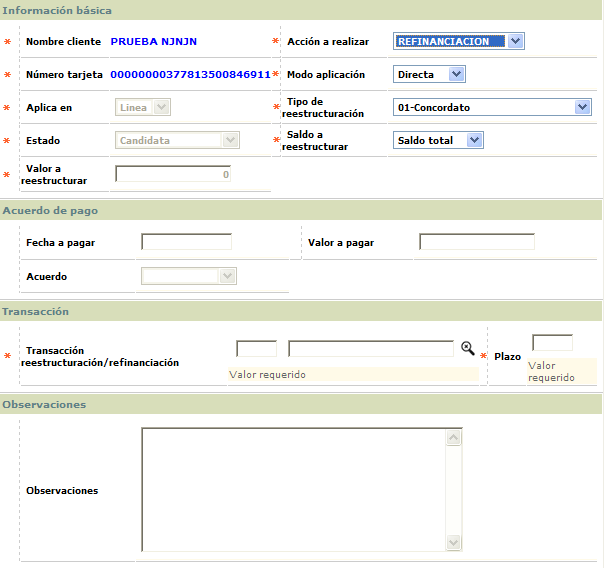 Información básica
* Nombre cliente PRUEBA NJNJN * Acción a realizar REFINANCIACION
* Número tarjeta 00000000377813500846911 * Modo aplicación Directa
* Aplica en Linea * Tipo de reestructuración 01-Concordato
* Estado Candidata * Saldo a reestructurar Saldo total
* Valor a reestructurar 0
Acuerdo de pago
Fecha a pagar Valor a pagar
Acuerdo
Transacción
* Transacción reestructuración/refinanciación * Plazo
Valor requerido Valor requerido
Observaciones
Observaciones